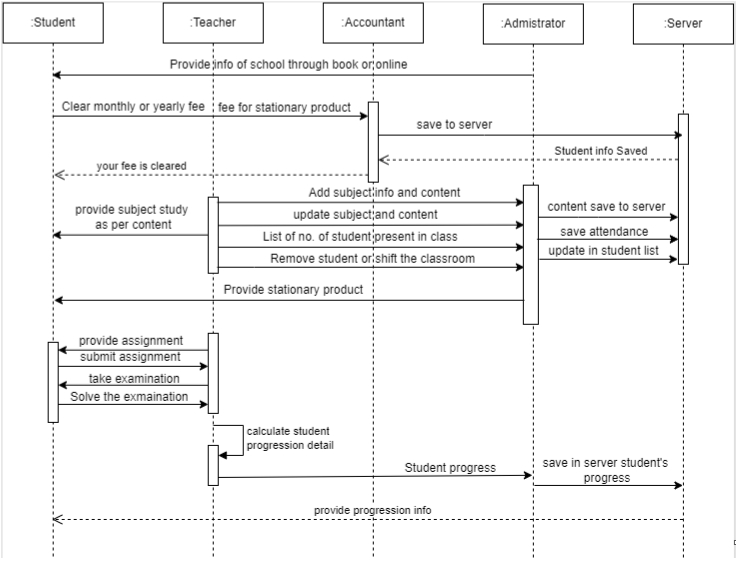 :Student
:Teacher
:Accountant
:Admistrator
:Server
Provide info of school through book or online
Clear monthly or yearly fee
fee for stationary product
save to server
Student info Saved
your fee is cleared
Add subject info and content
provide subject study
as per content
update subject and content
content save to server
List of no. of student present in class
save attendance
update in student list
Remove student or shift the classroom
Provide stationary product
provide assignment
submit assignment
take examination
Solve the exmaination
calculate student
progression detail
Student progress
save in server student's
progress
provide progression info